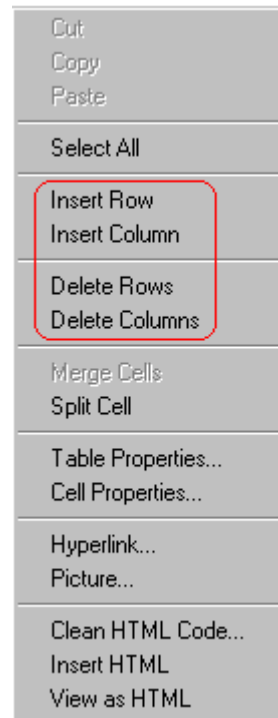 Cut
Copy
Paste
Select All
Insert Row
Insert Column
Delete Rows
Delete Columns
Merge Cells
Split Cell
Table Properties...
Cell Properties...
Hyperlink...
Picture...
Clean HTML Code...
Insert HTML
View as HTML